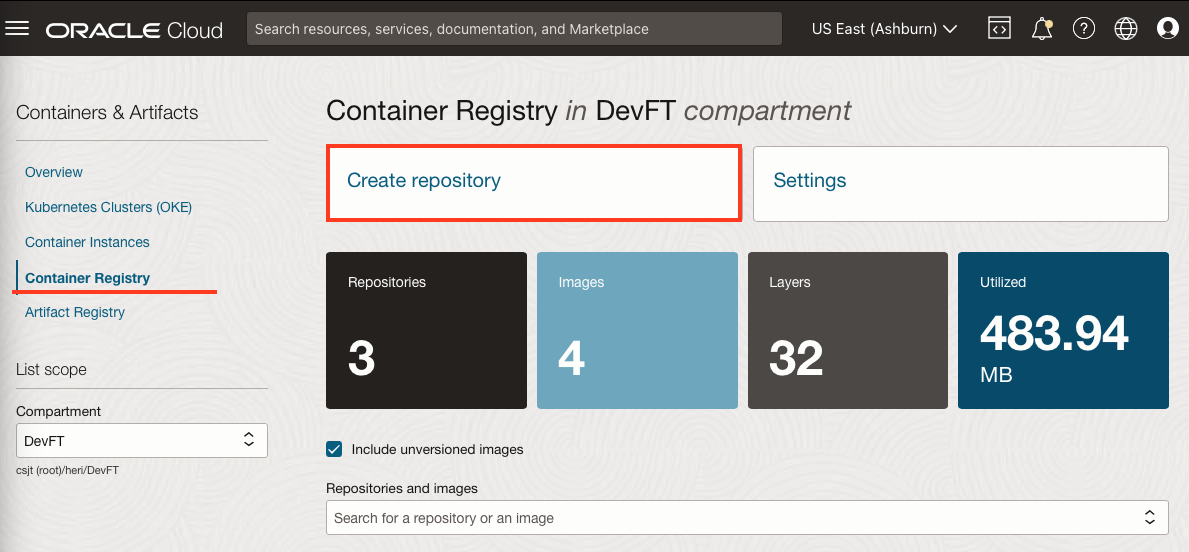 ORACLE Cloud
Search resources, services, documentation, and Marketplace
US East (Ashburn)
Containers & Artifacts
Overview
Kubernetes Clusters (OKE)
Container Instances
Container Registry
Artifact Registry
List scope
Compartment
DevFT
csjt (root)/heri/DevFT
Container Registry in DevFT compartment
Create repository
Settings
Repositories
3
Images
4
Layers
32
Utilized
483.94
MB
Include unversioned images
Repositories and images
Search for a repository or an image